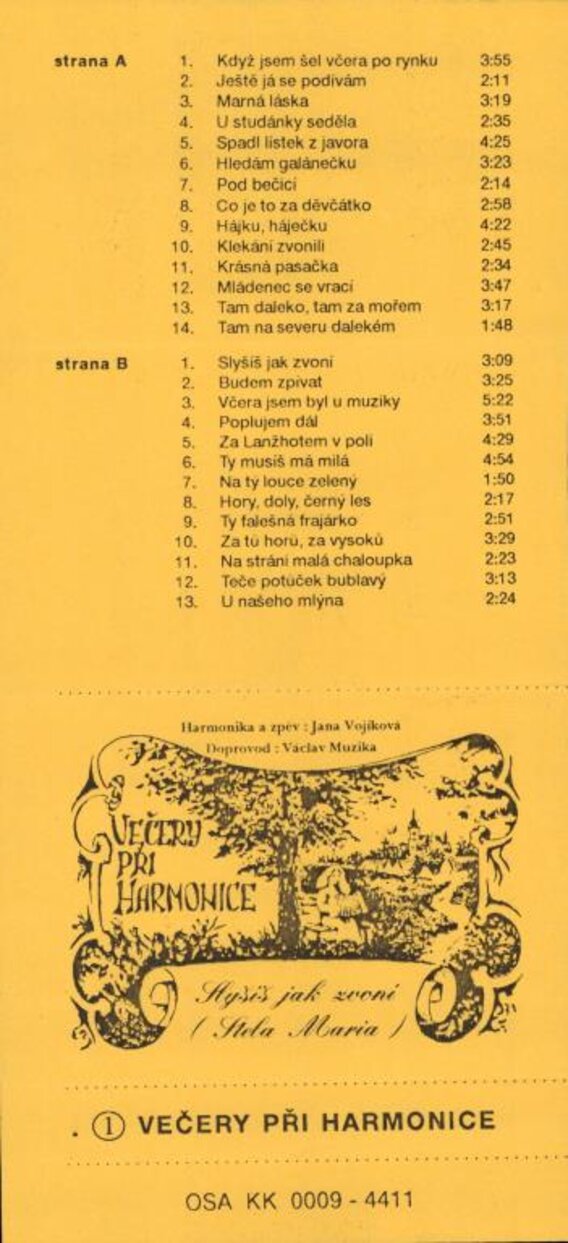 strana A 1. Když jsem šel včera po rynku 3:55
2. Ještě já se podívám 2:11
3. Marná láska 3:19
4. U studánky seděla 2:35
5. Spadl lístek z javora 4:25
6. Hledám galánečku 3:23
7. Pod bečicí 2:14
8. Co je to za děvčátko 2:58
9. Hájku, háječku 4:22
10. Klekání zvonili 2:45
11. Krásná pasačka 2:34
12. Mládenec se vrací 3:47
13. Tam daleko, tam za mořem 3:17
14. Tam na severu dalekém 1:48
strana B 1. Slyšíš jak zvoní 3:09
2. Budem zpívat 3:25
3. Včera jsem byl u muziky 5:22
4. Poplujem dál 3:51
5. Za Lanžhotem v poli 4:29
6. Ty musíš má milá 4:54
7. Na tý louce zelený 1:50
8. Hory, doly, černý les 2:17
9. Ty falešná frajárko 2:51
10. Za tú horú, za vysokú 3:29
11. Na stráni malá chaloupka 2:23
12. Teče potůček bublavý 3:13
13. U našeho mlýna 2:24
Harmonika a zpěv : Jana Vojíková
Doprovod : Václav Muzika
VEČERY
PŘI
HARMONICE
Slyšíš jak zvoní
( Stela Maria )
. 1 VEČERY PŘI HARMONICE
OSA KK 0009 - 4411